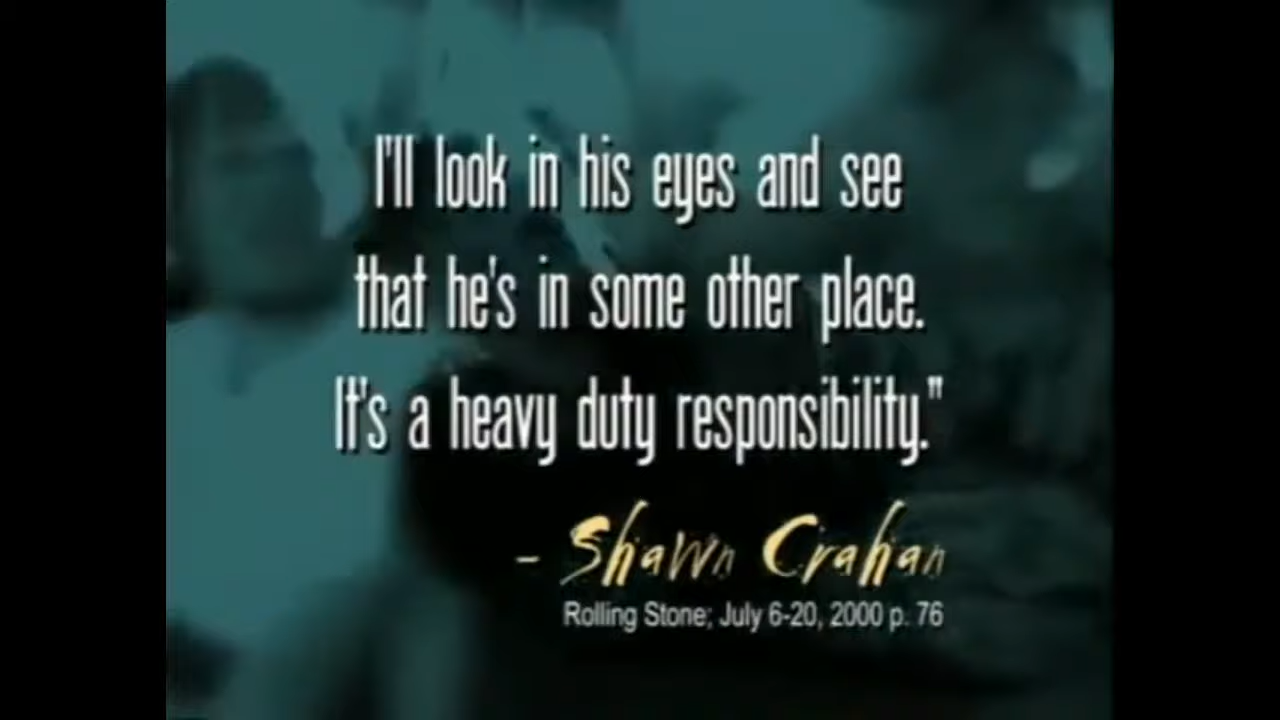 I'll look in his eyes and see
that he's in some other place.
It's a heavy duty responsibility."
– Shawn Crahan
Rolling Stone; July 6-20, 2000 p. 76